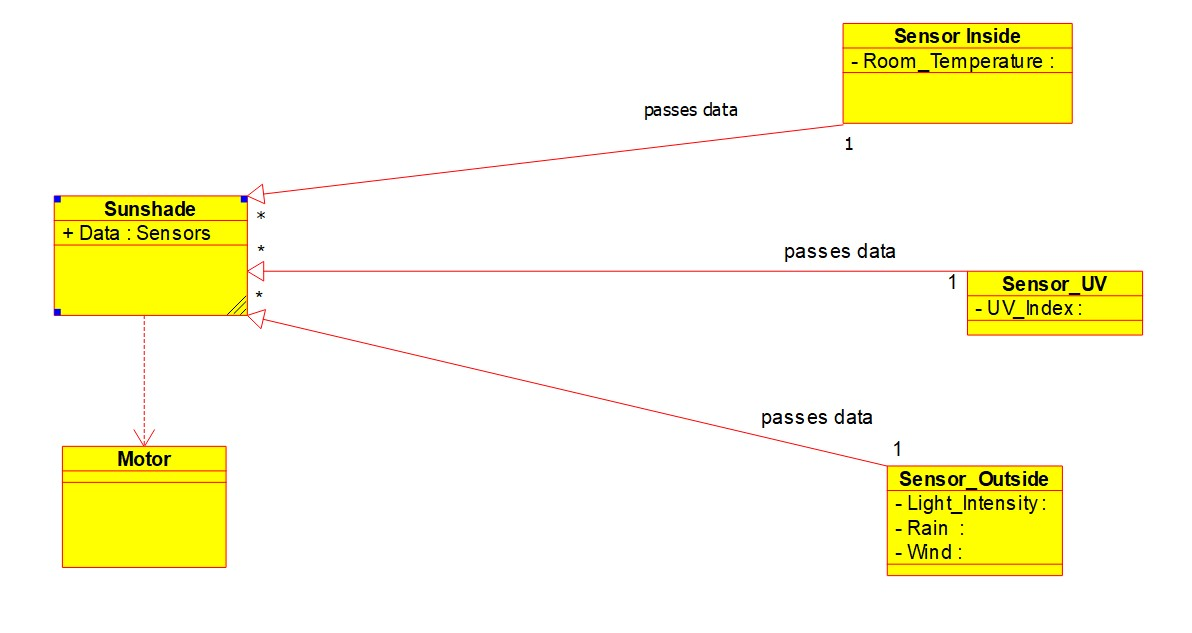 Sensor Inside
- Room_Temperature :
passes data
1
Sunshade
+ Data : Sensors
*
*
*
passes data
1
Sensor_UV
- UV_Index :
passes data
1
Motor
Sensor_Outside
- Light_Intensity :
- Rain :
- Wind :